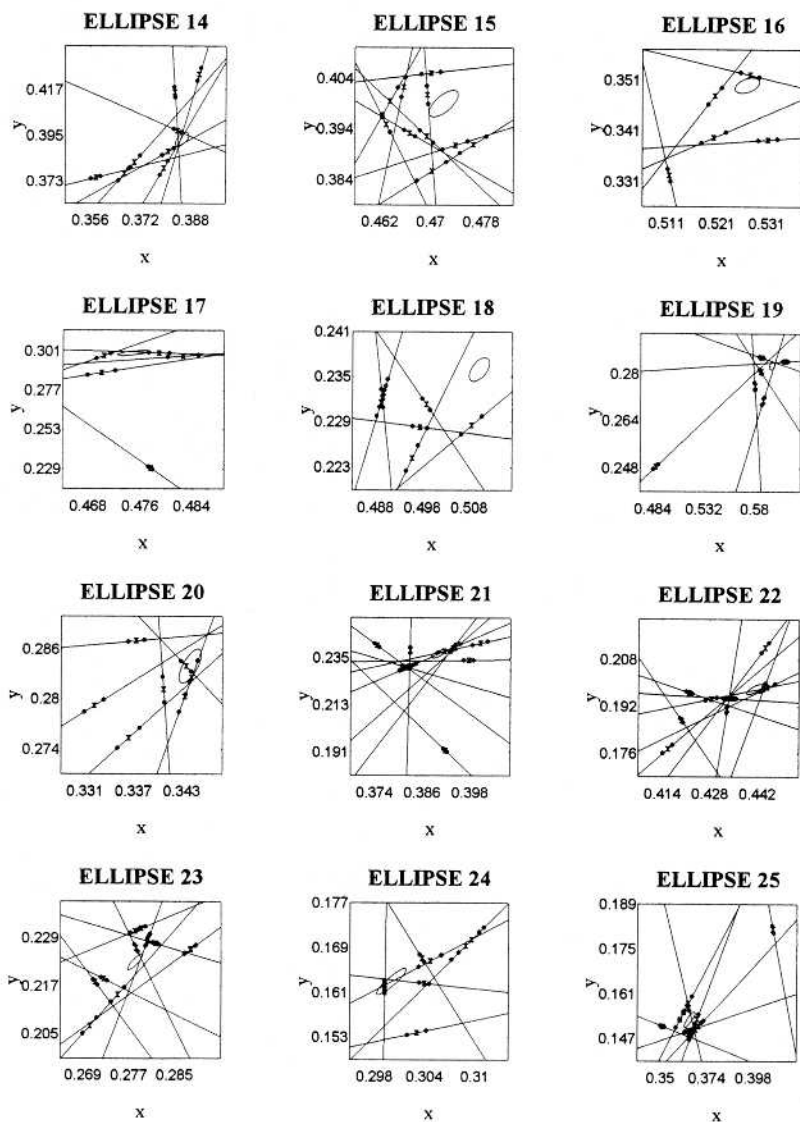 ELLIPSE 14
ELLIPSE 15
ELLIPSE 16
0.417
0.395
0.373
y
0.356 0.372 0.388
x
0.404
0.394
0.384
y
0.462 0.47 0.478
x
0.351
0.341
0.331
y
0.511 0.521 0.531
x
ELLIPSE 17
ELLIPSE 18
ELLIPSE 19
0.301
0.277
0.253
0.229
y
0.468 0.476 0.484
x
0.241
0.235
0.229
0.223
y
0.488 0.498 0.508
x
0.28
0.264
0.248
y
0.484 0.532 0.58
x
ELLIPSE 20
ELLIPSE 21
ELLIPSE 22
0.286
0.28
0.274
y
0.331 0.337 0.343
x
0.235
0.213
0.191
y
0.374 0.386 0.398
x
0.208
0.192
0.176
y
0.414 0.428 0.442
x
ELLIPSE 23
ELLIPSE 24
ELLIPSE 25
0.229
0.217
0.205
y
0.269 0.277 0.285
x
0.177
0.169
0.161
0.153
y
0.298 0.304 0.31
x
0.189
0.175
0.161
0.147
y
0.35 0.374 0.398
x